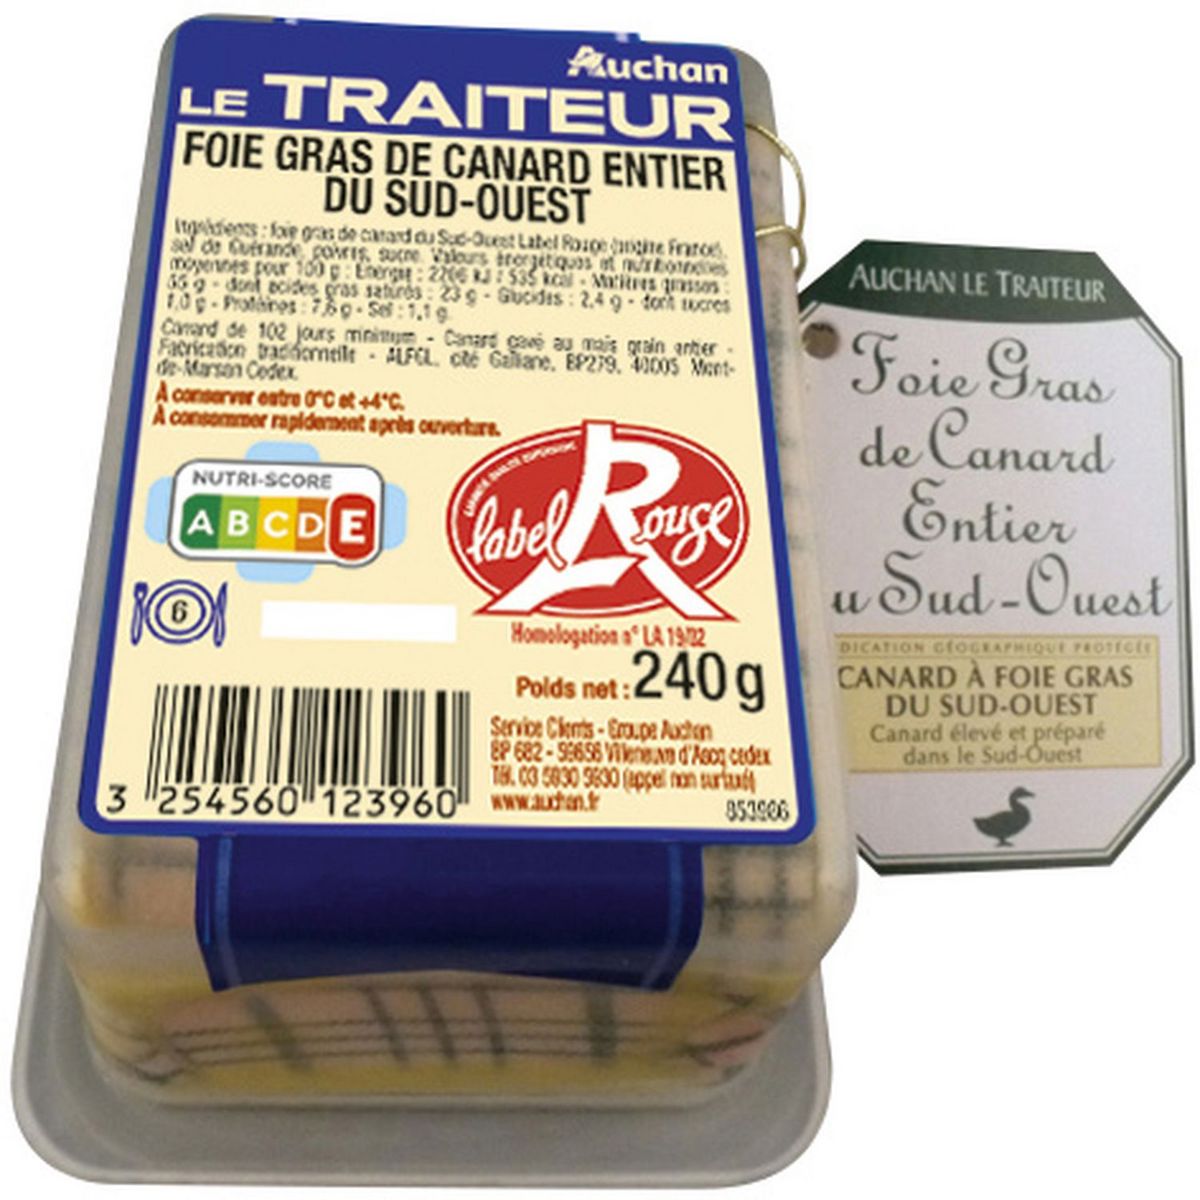 Auchan
LE TRAITEUR
FOIE GRAS DE CANARD ENTIER
DU SUD-OUEST
Ingrédients : foie gras de canard du Sud-Ouest Label Rouge (origine France),
sel de Guérande, poivres, sucre. Valeurs énergétiques et nutritionnelles
moyennes pour 100 g : Energie : 2206 kJ / 535 kcal - Matières grasses :
55 g - dont acides gras saturés : 23 g - Glucides : 2,4 g - dont sucres
1,0 g - Protéines : 7,6 g - Sel : 1,1 g.
Canard de 102 jours minimum - Canard gavé au maïs grain entier -
Fabrication traditionnelle - ALFGL, cité Galliane, BP279, 40005 Mont-
de-Marsan Cedex.
À conserver entre 0°C et +4°C.
À consommer rapidement après ouverture.
NUTRI-SCORE
A B C D E
6
label Rouge
Homologation n° LA 19/02
Poids net : 240 g
Service Clients - Groupe Auchan
BP 682 - 59656 Villeneuve d'Ascq cedex
Tél. 03 5930 5930 (appel non surtaxé)
www.auchan.fr
853986
3 254560 123960
AUCHAN LE TRAITEUR
Foie Gras
de Canard
Entier
u Sud-Ouest
DICATION GÉOGRAPHIQUE PROTÉGÉE
CANARD À FOIE GRAS
DU SUD-OUEST
Canard élevé et préparé
dans le Sud-Ouest